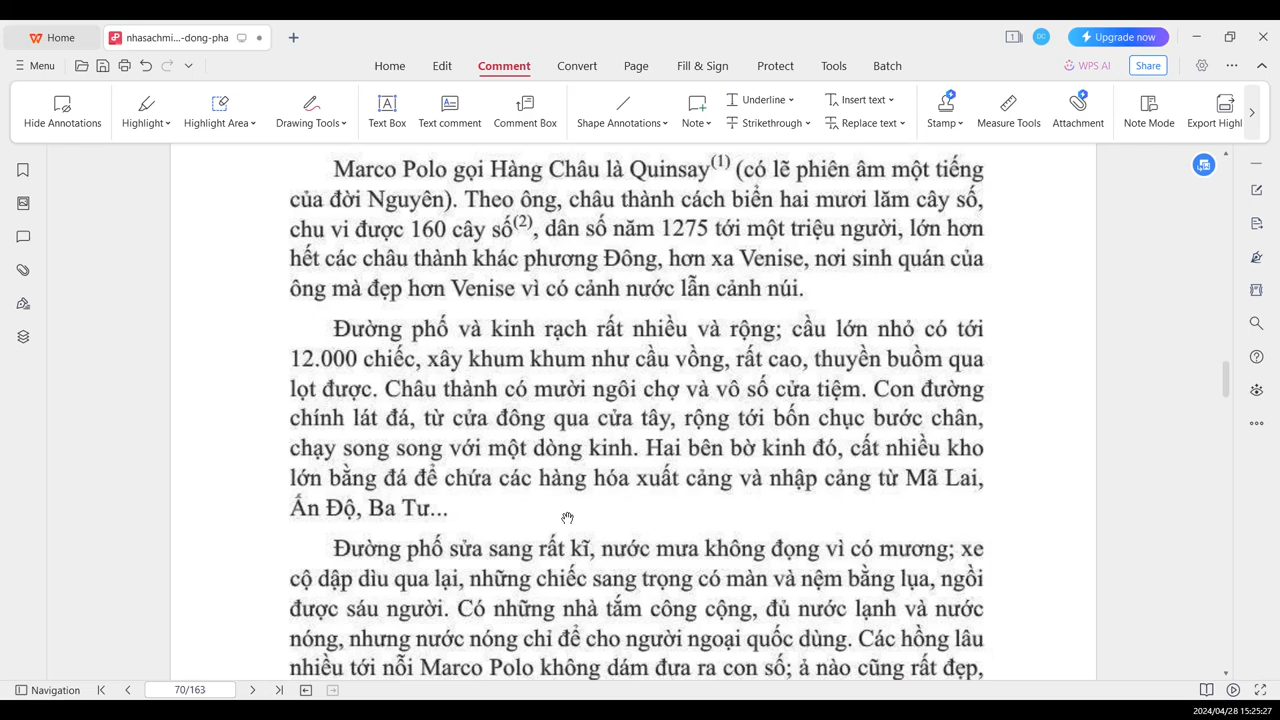 Home
nhasachmi...-dong-pha
1
DC
Upgrade now
Menu
Home
Edit
Comment
Convert
Page
Fill & Sign
Protect
Tools
Batch
WPS AI
Share
Hide Annotations
Highlight
Highlight Area
Drawing Tools
Text Box
Text comment
Comment Box
Shape Annotations
Note
Underline
Strikethrough
Insert text
Replace text
Stamp
Measure Tools
Attachment
Note Mode
Export Highl
Marco Polo gọi Hàng Châu là Quinsay(1) (có lẽ phiên âm một tiếng
của đời Nguyên). Theo ông, châu thành cách biển hai mươi lăm cây số,
chu vi được 160 cây số(2), dân số năm 1275 tới một triệu người, lớn hơn
hết các châu thành khác phương Đông, hơn xa Venise, nơi sinh quán của
ông mà đẹp hơn Venise vì có cảnh nước lẫn cảnh núi.
Đường phố và kinh rạch rất nhiều và rộng; cầu lớn nhỏ có tới
12.000 chiếc, xây khum khum như cầu vồng, rất cao, thuyền buồm qua
lọt được. Châu thành có mười ngôi chợ và vô số cửa tiệm. Con đường
chính lát đá, từ cửa đông qua cửa tây, rộng tới bốn chục bước chân,
chạy song song với một dòng kinh. Hai bên bờ kinh đó, cất nhiều kho
lớn bằng đá để chứa các hàng hóa xuất cảng và nhập cảng từ Mã Lai,
Ấn Độ, Ba Tư...
Đường phố sửa sang rất kĩ, nước mưa không đọng vì có mương; xe
cộ dập dìu qua lại, những chiếc sang trọng có màn và nệm bằng lụa, ngồi
được sáu người. Có những nhà tắm công cộng, đủ nước lạnh và nước
nóng, nhưng nước nóng chỉ để cho người ngoại quốc dùng. Các hồng lâu
nhiều tới nỗi Marco Polo không dám đưa ra con số; ả nào cũng rất đẹp,
Navigation
70/163
2024/04/28 15:25:27